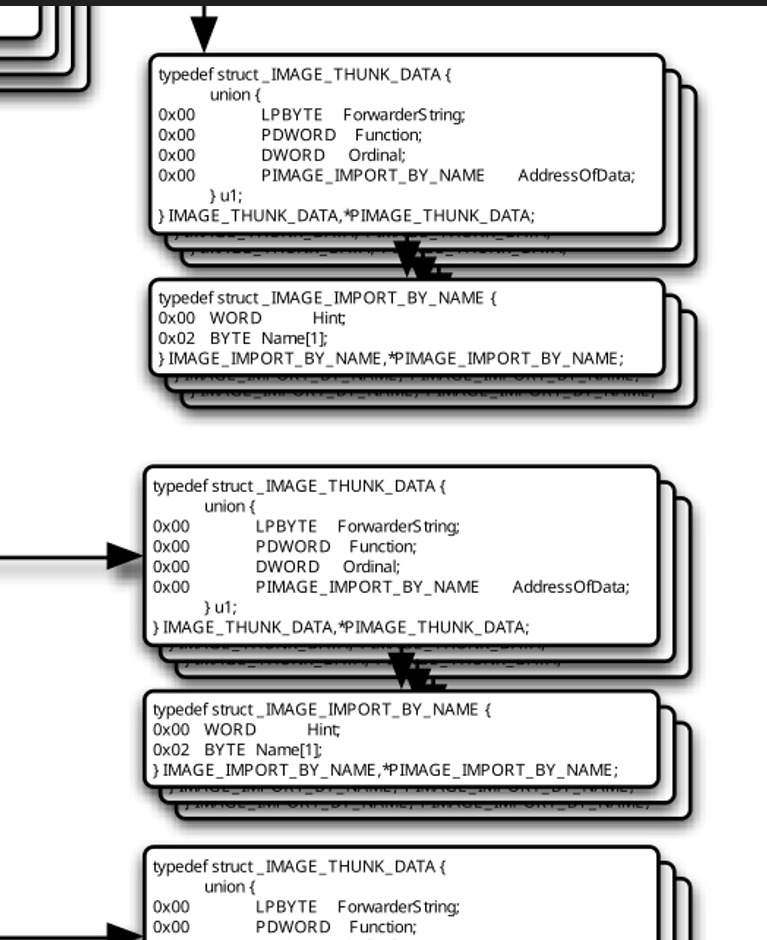 typedef struct _IMAGE_THUNK_DATA {
union {
0x00 LPBYTE ForwarderString;
0x00 PDWORD Function;
0x00 DWORD Ordinal;
0x00 PIMAGE_IMPORT_BY_NAME AddressOfData;
} u1;
} IMAGE_THUNK_DATA,*PIMAGE_THUNK_DATA;
typedef struct _IMAGE_IMPORT_BY_NAME {
0x00 WORD Hint;
0x02 BYTE Name[1];
} IMAGE_IMPORT_BY_NAME,*PIMAGE_IMPORT_BY_NAME;
typedef struct _IMAGE_THUNK_DATA {
union {
0x00 LPBYTE ForwarderString;
0x00 PDWORD Function;
0x00 DWORD Ordinal;
0x00 PIMAGE_IMPORT_BY_NAME AddressOfData;
} u1;
} IMAGE_THUNK_DATA,*PIMAGE_THUNK_DATA;
typedef struct _IMAGE_IMPORT_BY_NAME {
0x00 WORD Hint;
0x02 BYTE Name[1];
} IMAGE_IMPORT_BY_NAME,*PIMAGE_IMPORT_BY_NAME;
typedef struct _IMAGE_THUNK_DATA {
union {
0x00 LPBYTE ForwarderString;
0x00 PDWORD Function;